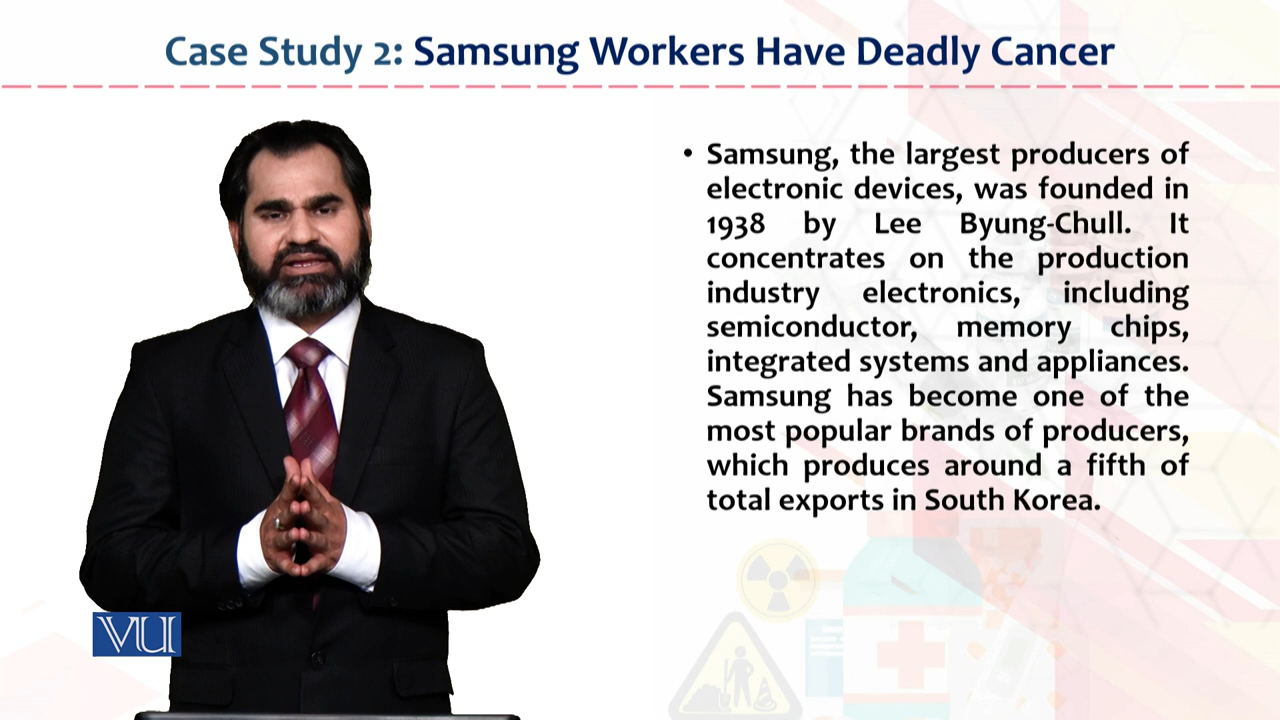 Case Study 2: Samsung Workers Have Deadly Cancer
• Samsung, the largest producers of
electronic devices, was founded in
1938 by Lee Byung-Chull. It
concentrates on the production
industry electronics, including
semiconductor, memory chips,
integrated systems and appliances.
Samsung has become one of the
most popular brands of producers,
which produces around a fifth of
total exports in South Korea.
VU